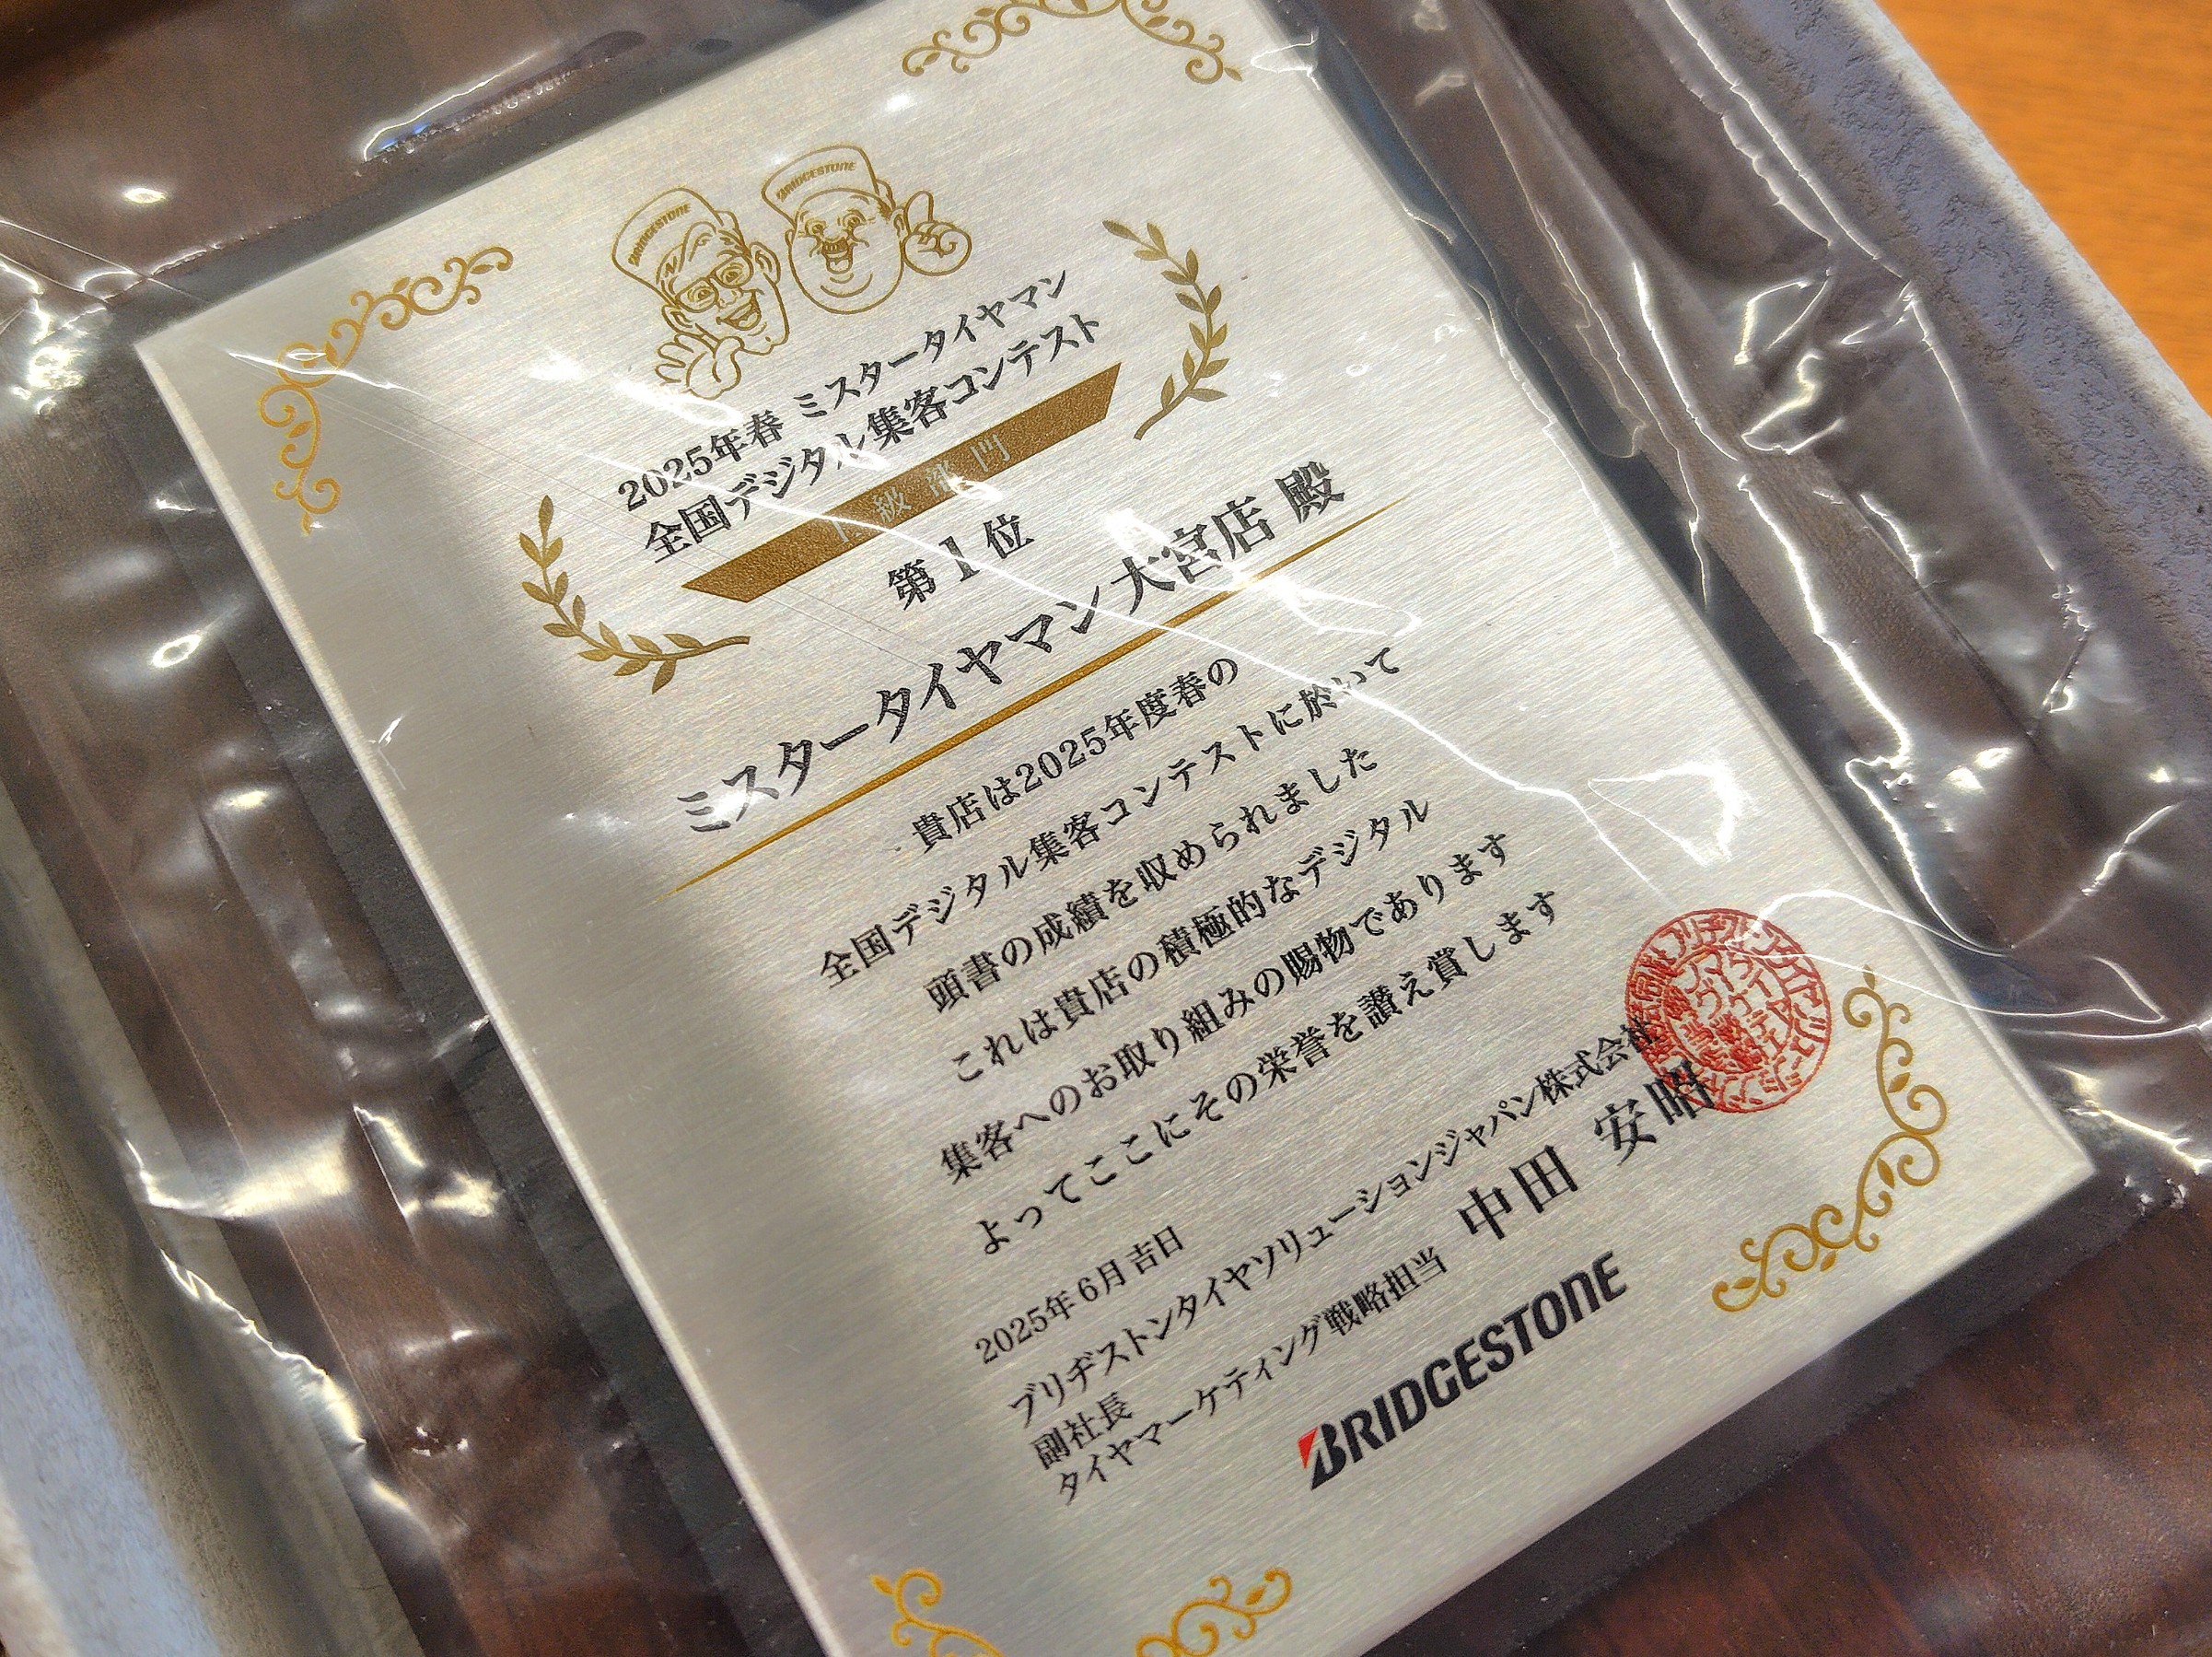 BRIDGESTONE
BRIDGESTONE
2025年春 ミスタータイヤマン
全国デジタル集客コンテスト
級部門
第1位
ミスタータイヤマン 大宮店 殿
貴店は2025年度春の
全国デジタル集客コンテストに於いて
頭書の成績を収められました
これは貴店の積極的なデジタル
集客へのお取り組みの賜物であります
よってここにその栄誉を讃え賞します
2025年6月吉日
ブリヂストンタイヤソリューションジャパン株式会社
副社長
タイヤマーケティング戦略担当 中田 安昭
BRIDGESTONE